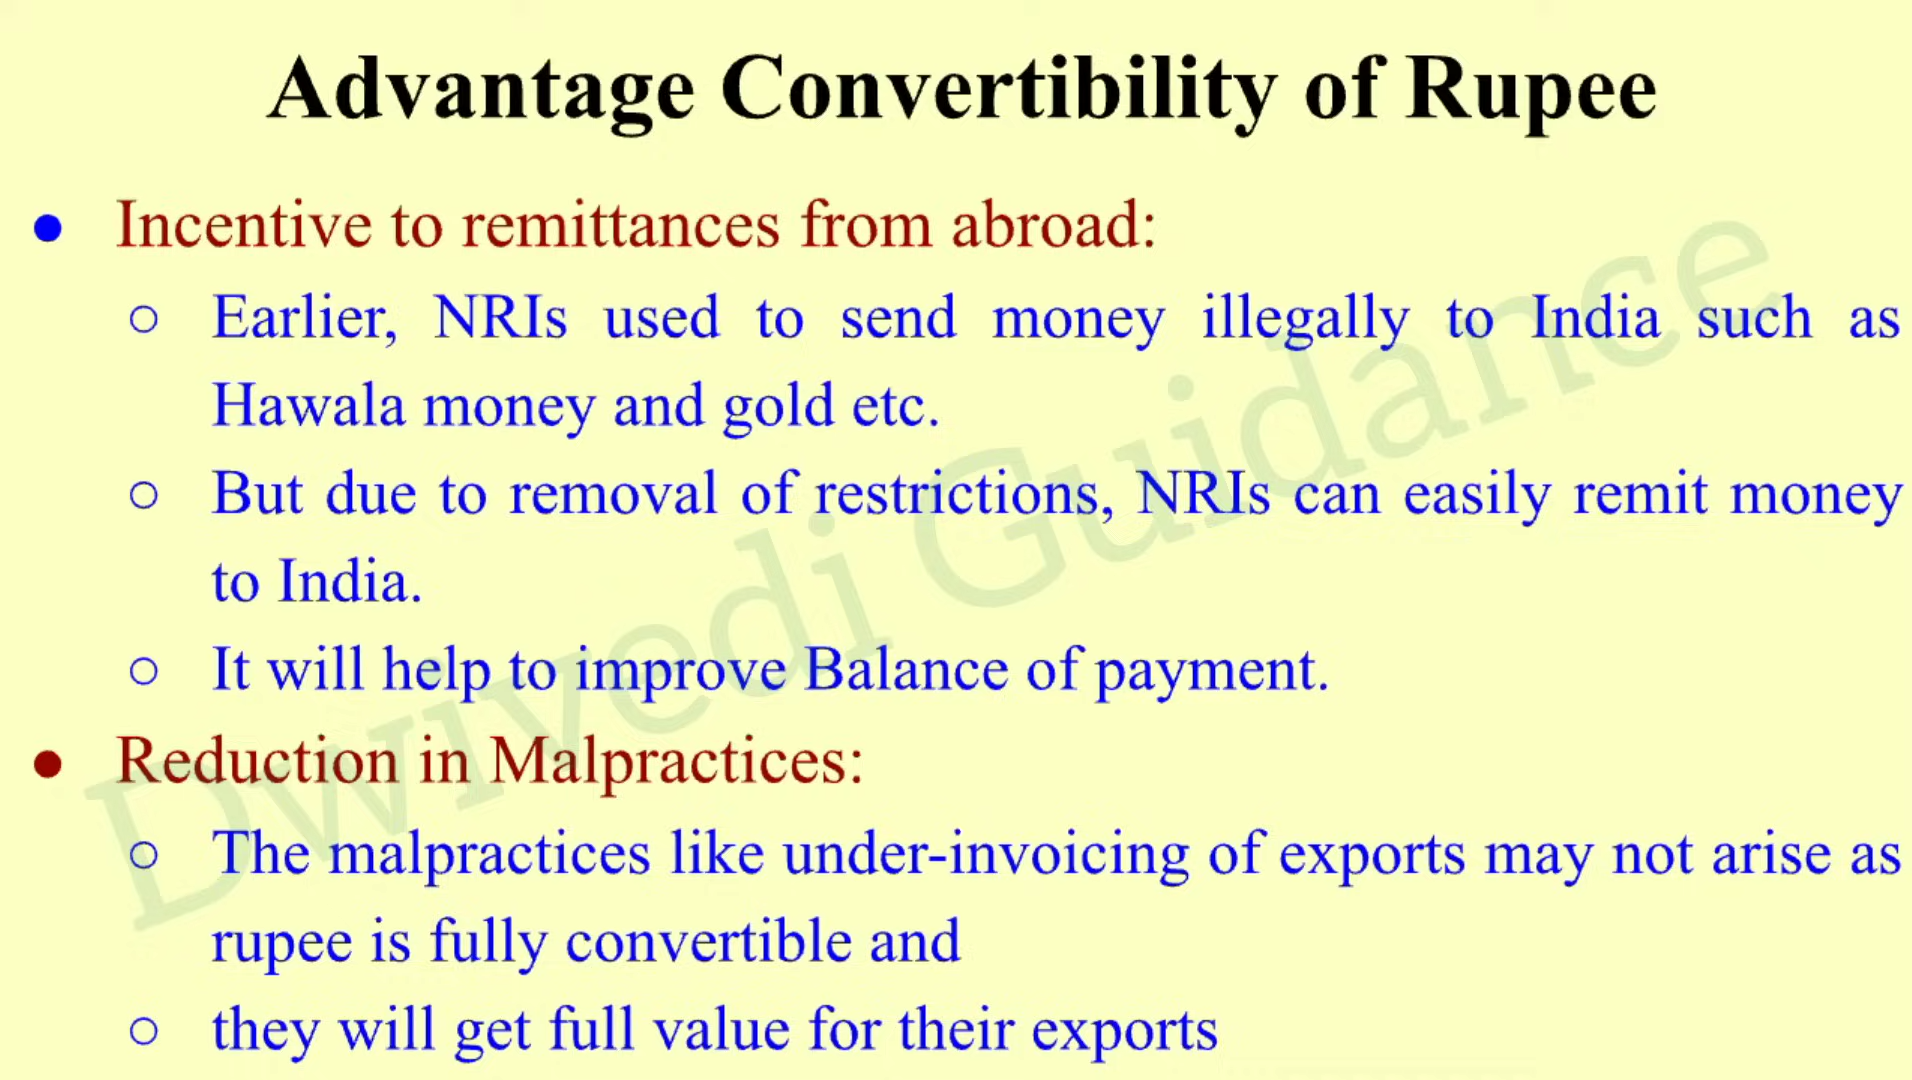 Advantage Convertibility of Rupee
● Incentive to remittances from abroad:
○ Earlier, NRIs used to send money illegally to India such as
Hawala money and gold etc.
○ But due to removal of restrictions, NRIs can easily remit money
to India.
○ It will help to improve Balance of payment.
● Reduction in Malpractices:
○ The malpractices like under-invoicing of exports may not arise as
rupee is fully convertible and
○ they will get full value for their exports
Dwivedi Guidance